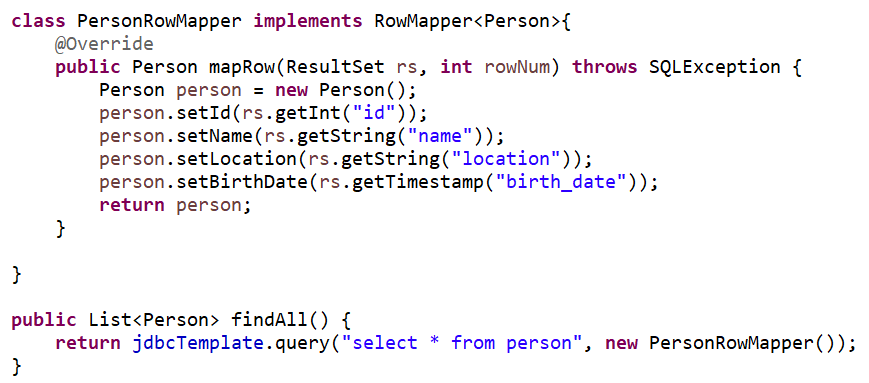 class PersonRowMapper implements RowMapper<Person>{
    @Override
    public Person mapRow(ResultSet rs, int rowNum) throws SQLException {
        Person person = new Person();
        person.setId(rs.getInt("id"));
        person.setName(rs.getString("name"));
        person.setLocation(rs.getString("location"));
        person.setBirthDate(rs.getTimestamp("birth_date"));
        return person;
    }

}

public List<Person> findAll() {
    return jdbcTemplate.query("select * from person", new PersonRowMapper());
}